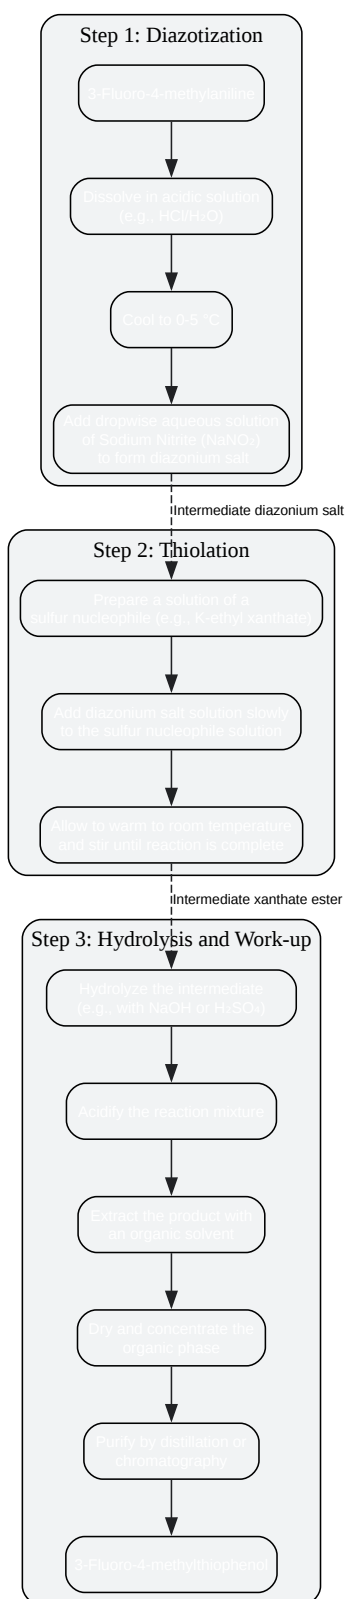 Step 1: Diazotization
3-Fluoro-4-methylaniline
Dissolve in acidic solution
(e.g., HCl/H₂O)
Cool to 0-5 °C
Add dropwise aqueous solution
of Sodium Nitrite (NaNO₂)
to form diazonium salt
Intermediate diazonium salt
Step 2: Thiolation
Prepare a solution of a
sulfur nucleophile (e.g., K-ethyl xanthate)
Add diazonium salt solution slowly
to the sulfur nucleophile solution
Allow to warm to room temperature
and stir until reaction is complete
Intermediate xanthate ester
Step 3: Hydrolysis and Work-up
Hydrolyze the intermediate
(e.g., with NaOH or H₂SO₄)
Acidify the reaction mixture
Extract the product with
an organic solvent
Dry and concentrate the
organic phase
Purify by distillation or
chromatography
3-Fluoro-4-methylthiophenol